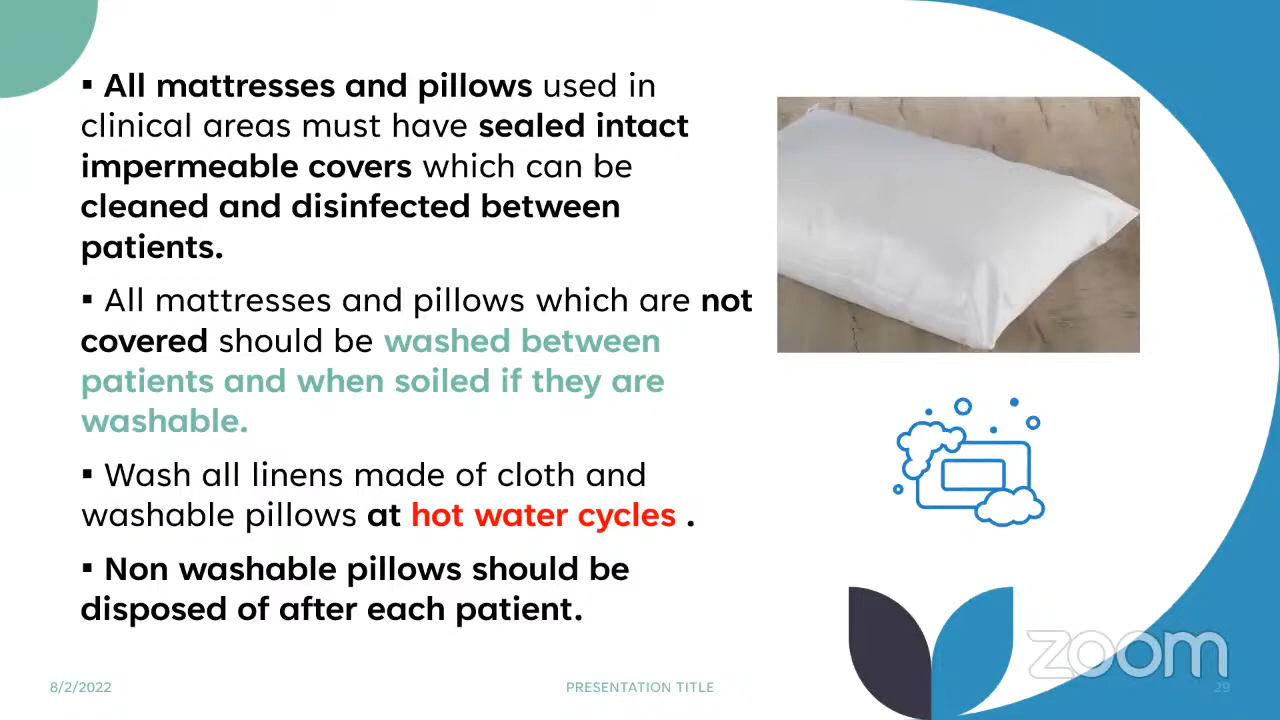 ▪ All mattresses and pillows used in
clinical areas must have sealed intact
impermeable covers which can be
cleaned and disinfected between
patients.
▪ All mattresses and pillows which are not
covered should be washed between
patients and when soiled if they are
washable.
▪ Wash all linens made of cloth and
washable pillows at hot water cycles .
▪ Non washable pillows should be
disposed of after each patient.
8/2/2022
PRESENTATION TITLE
zoom
29